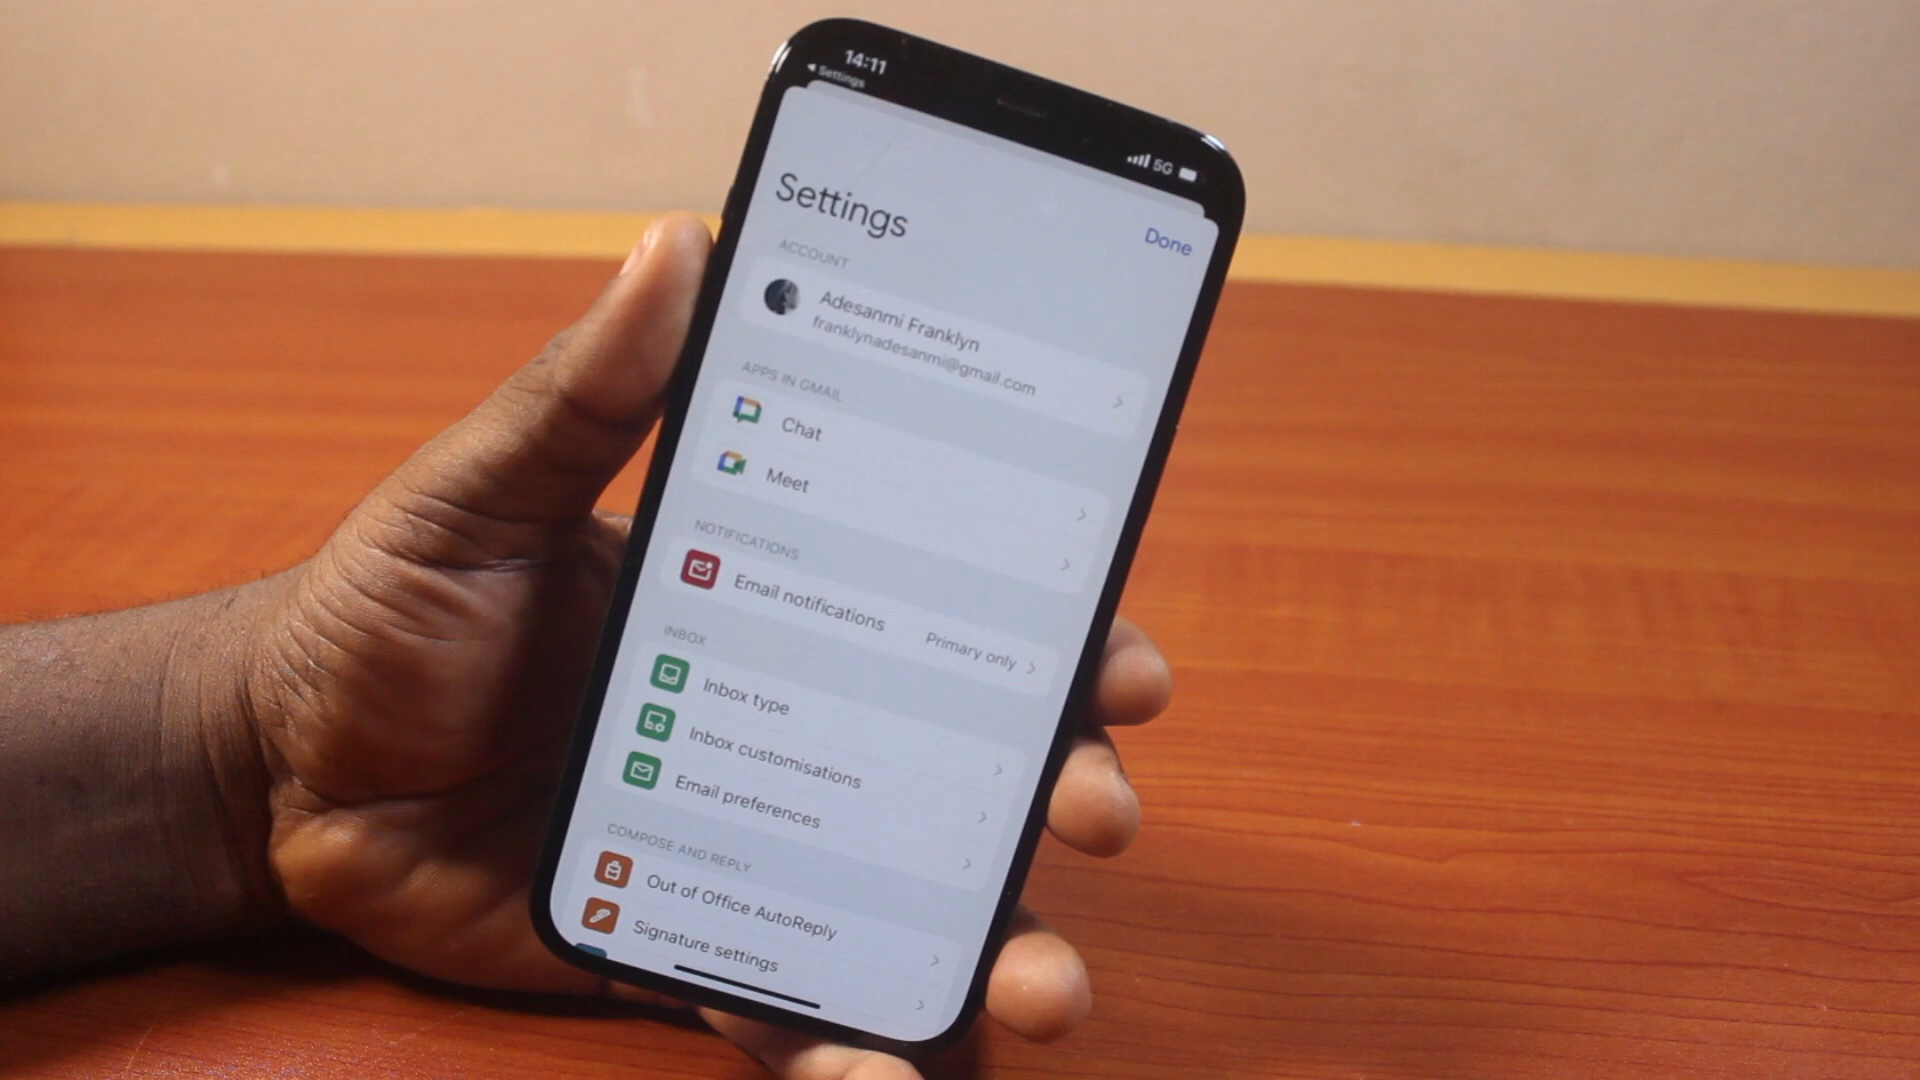 14:11
Settings
5G
Settings
Done
ACCOUNT
Adesanmi Franklyn
franklynadesanmi@gmail.com
APPS IN GMAIL
Chat
Meet
NOTIFICATIONS
Email notifications Primary only
INBOX
Inbox type
Inbox customisations
Email preferences
COMPOSE AND REPLY
Out of Office AutoReply
Signature settings